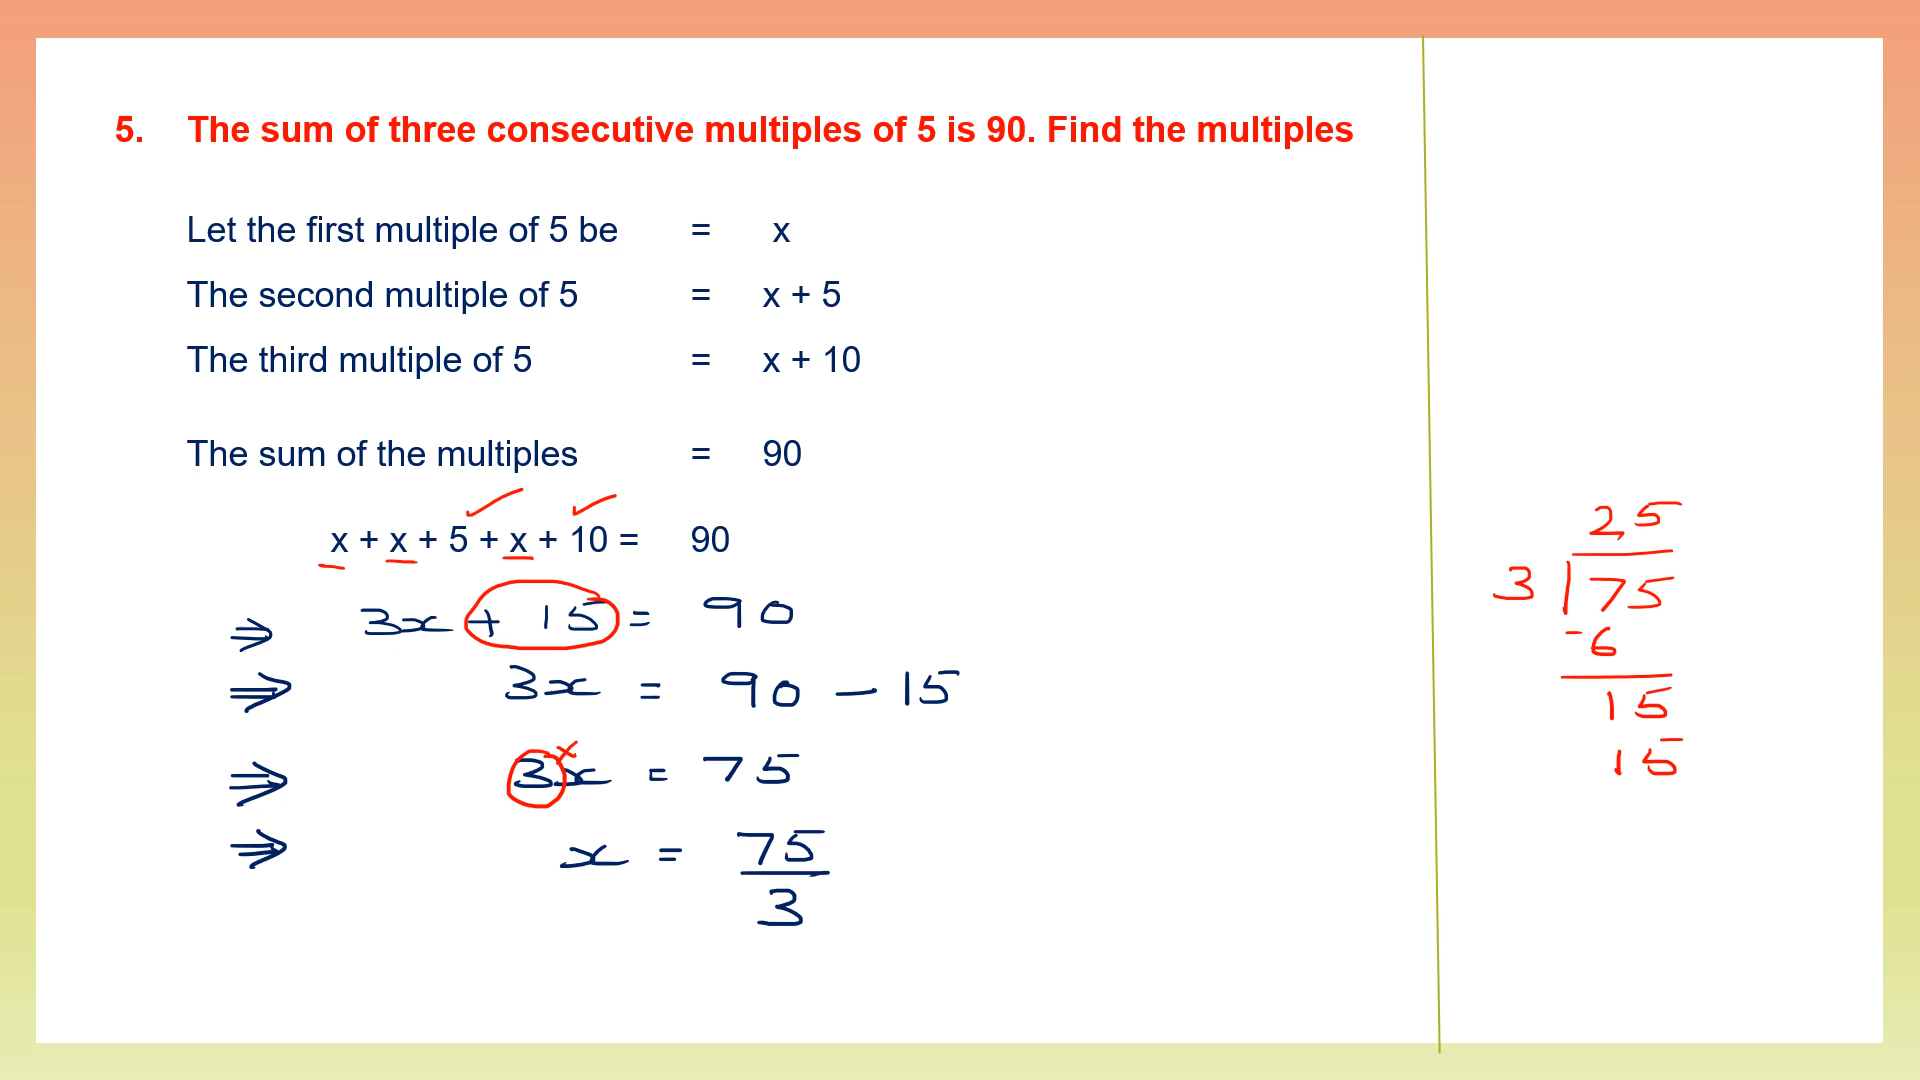 5. The sum of three consecutive multiples of 5 is 90. Find the multiples
Let the first multiple of 5 be = x
The second multiple of 5 = x + 5
The third multiple of 5 = x + 10
The sum of the multiples = 90
x + x + 5 + x + 10 = 90
⇒ 3x + 15 = 90
⇒ 3x = 90 - 15
⇒ 3x = 75
⇒ x = 75
3
25
3 75
-6
15
15